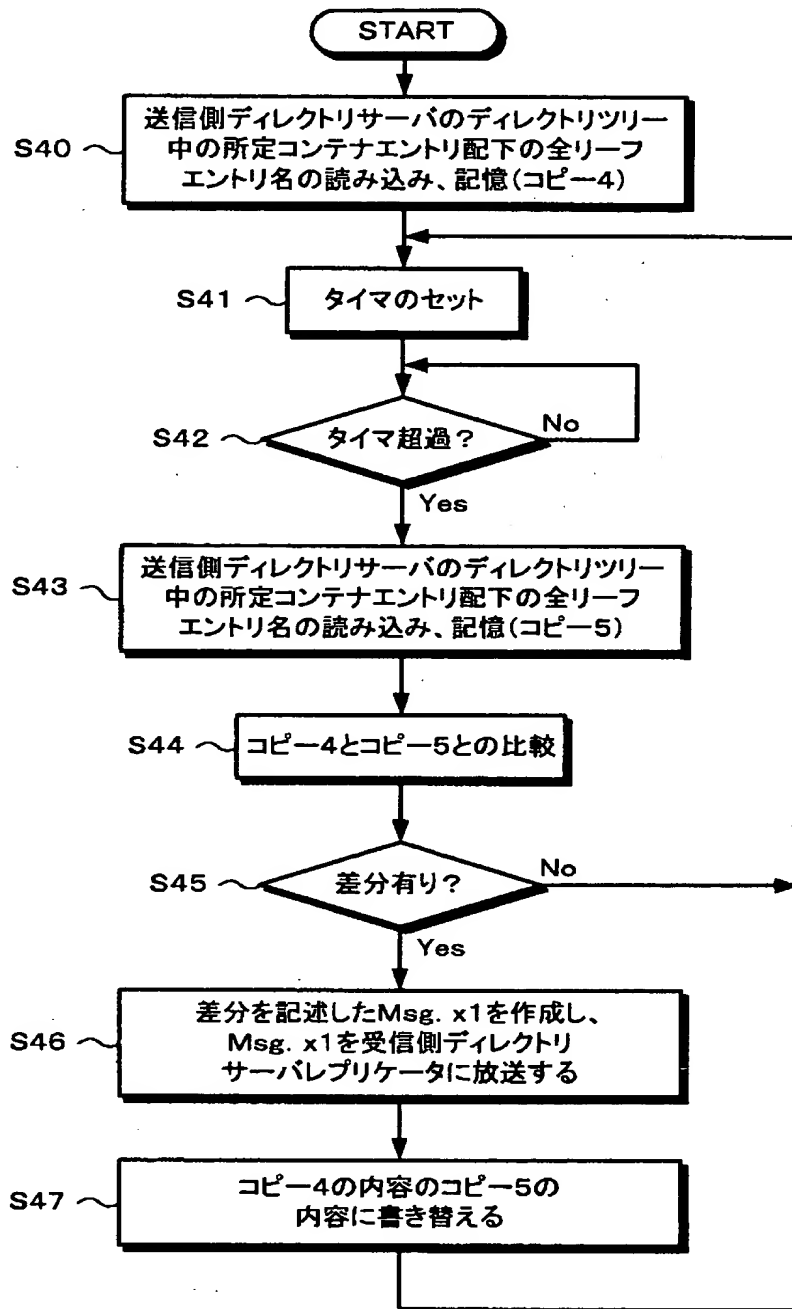 START
S40
送信側ディレクトリサーバのディレクトリツリー
中の所定コンテナエントリ配下の全リーフ
エントリ名の読み込み、記憶(コピー4)
S41
タイマのセット
S42
タイマ超過?
No
Yes
S43
送信側ディレクトリサーバのディレクトリツリー
中の所定コンテナエントリ配下の全リーフ
エントリ名の読み込み、記憶(コピー5)
S44
コピー4とコピー5との比較
S45
差分有り?
No
Yes
S46
差分を記述したMsg. x1を作成し、
Msg. x1を受信側ディレクトリ
サーバレプリケータに放送する
S47
コピー4の内容のコピー5の
内容に書き替える